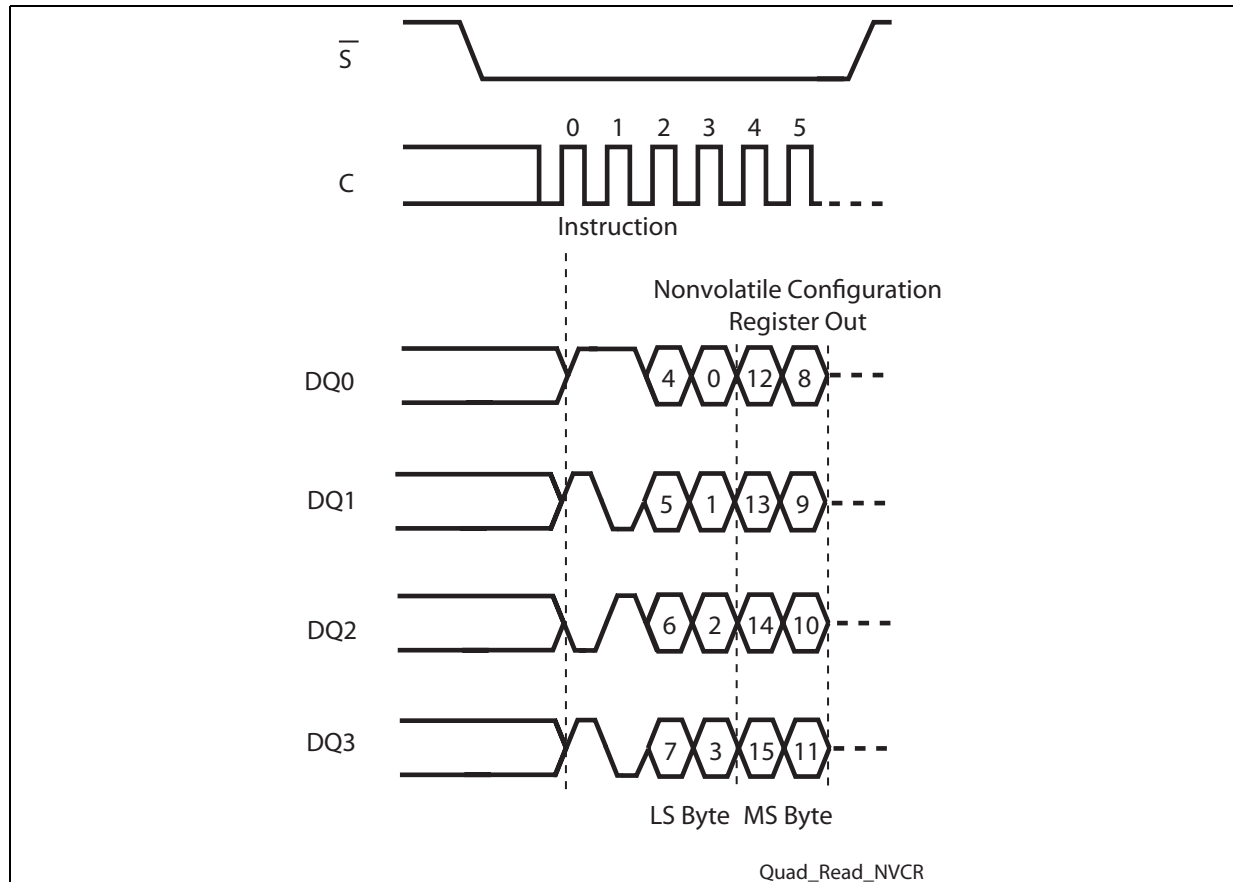 S
0 1 2 3 4 5
C
Instruction
Nonvolatile Configuration
Register Out
DQ0 4 0 12 8
DQ1 5 1 13 9
DQ2 6 2 14 10
DQ3 7 3 15 11
LS Byte MS Byte
Quad_Read_NVCR